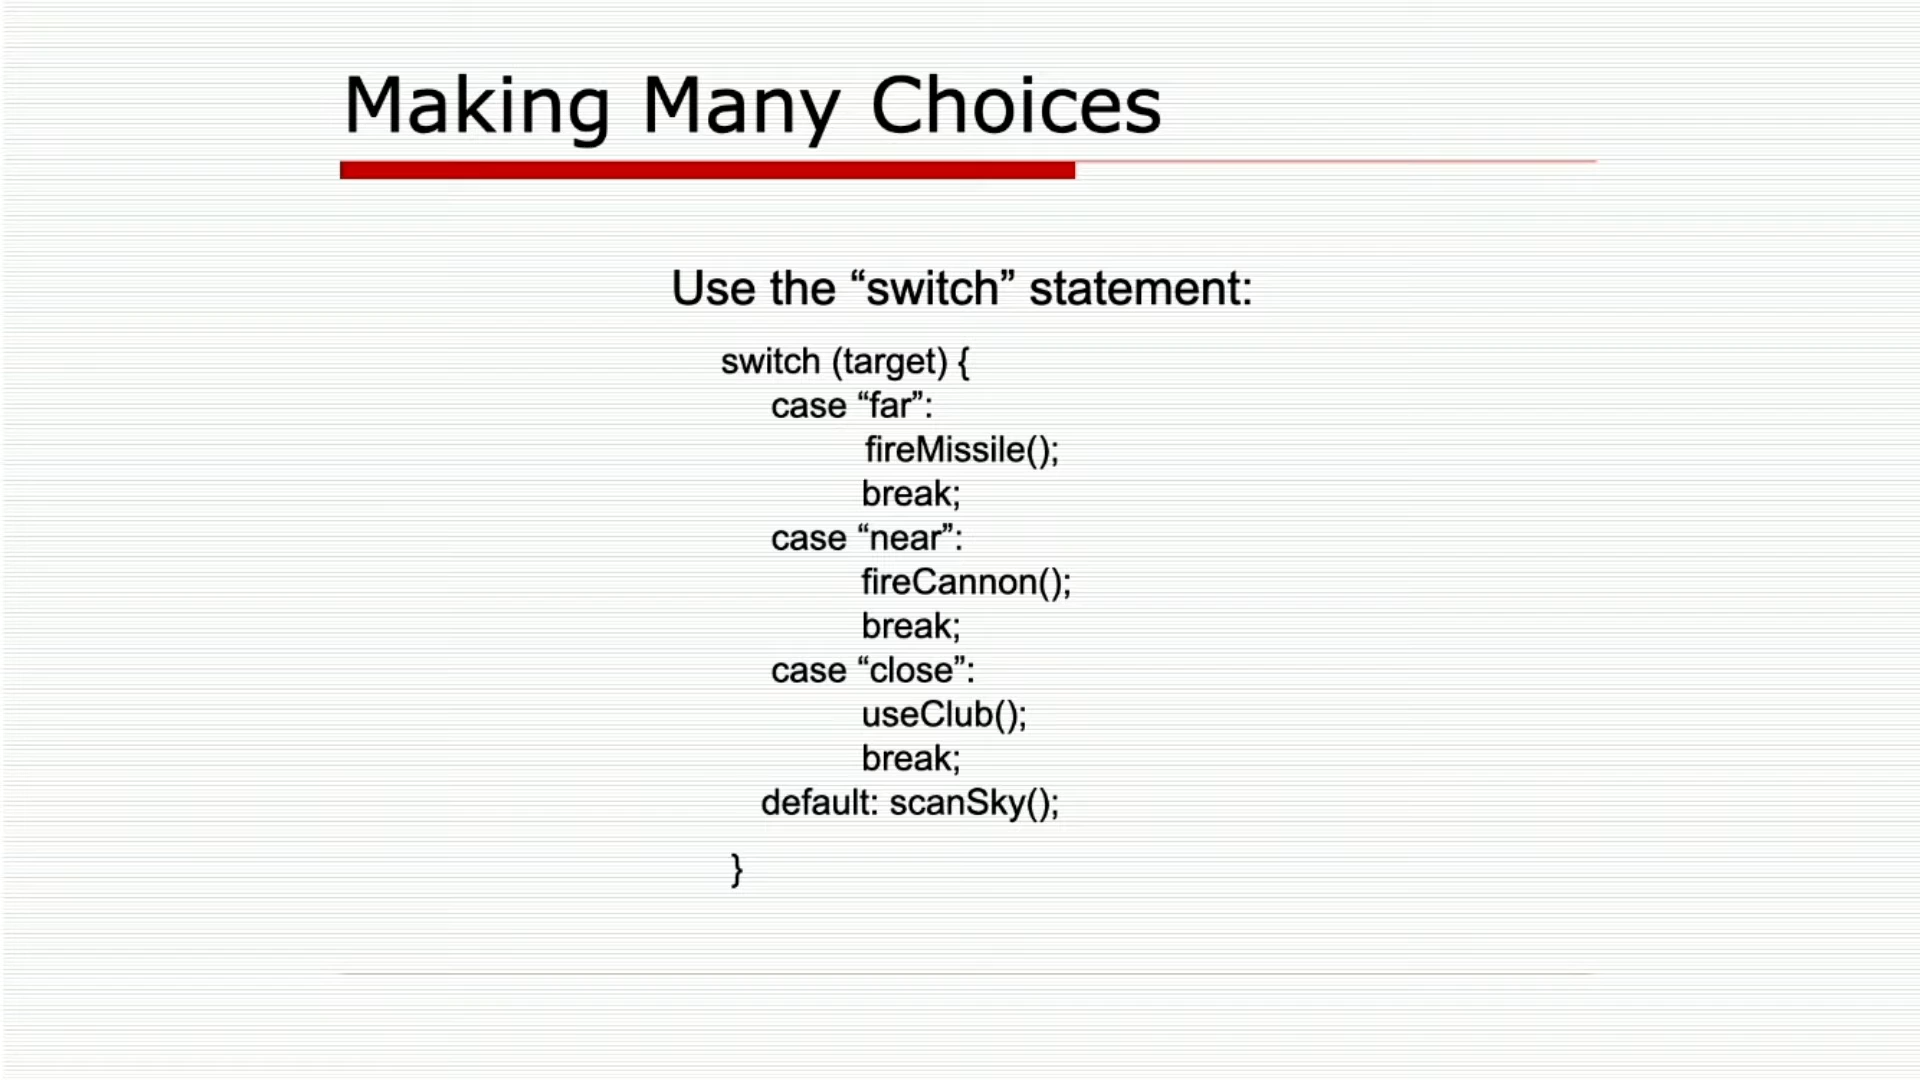 Making Many Choices
Use the “switch” statement:
switch (target) {
case “far”:
fireMissile();
break;
case “near”:
fireCannon();
break;
case “close”:
useClub();
break;
default: scanSky();
}